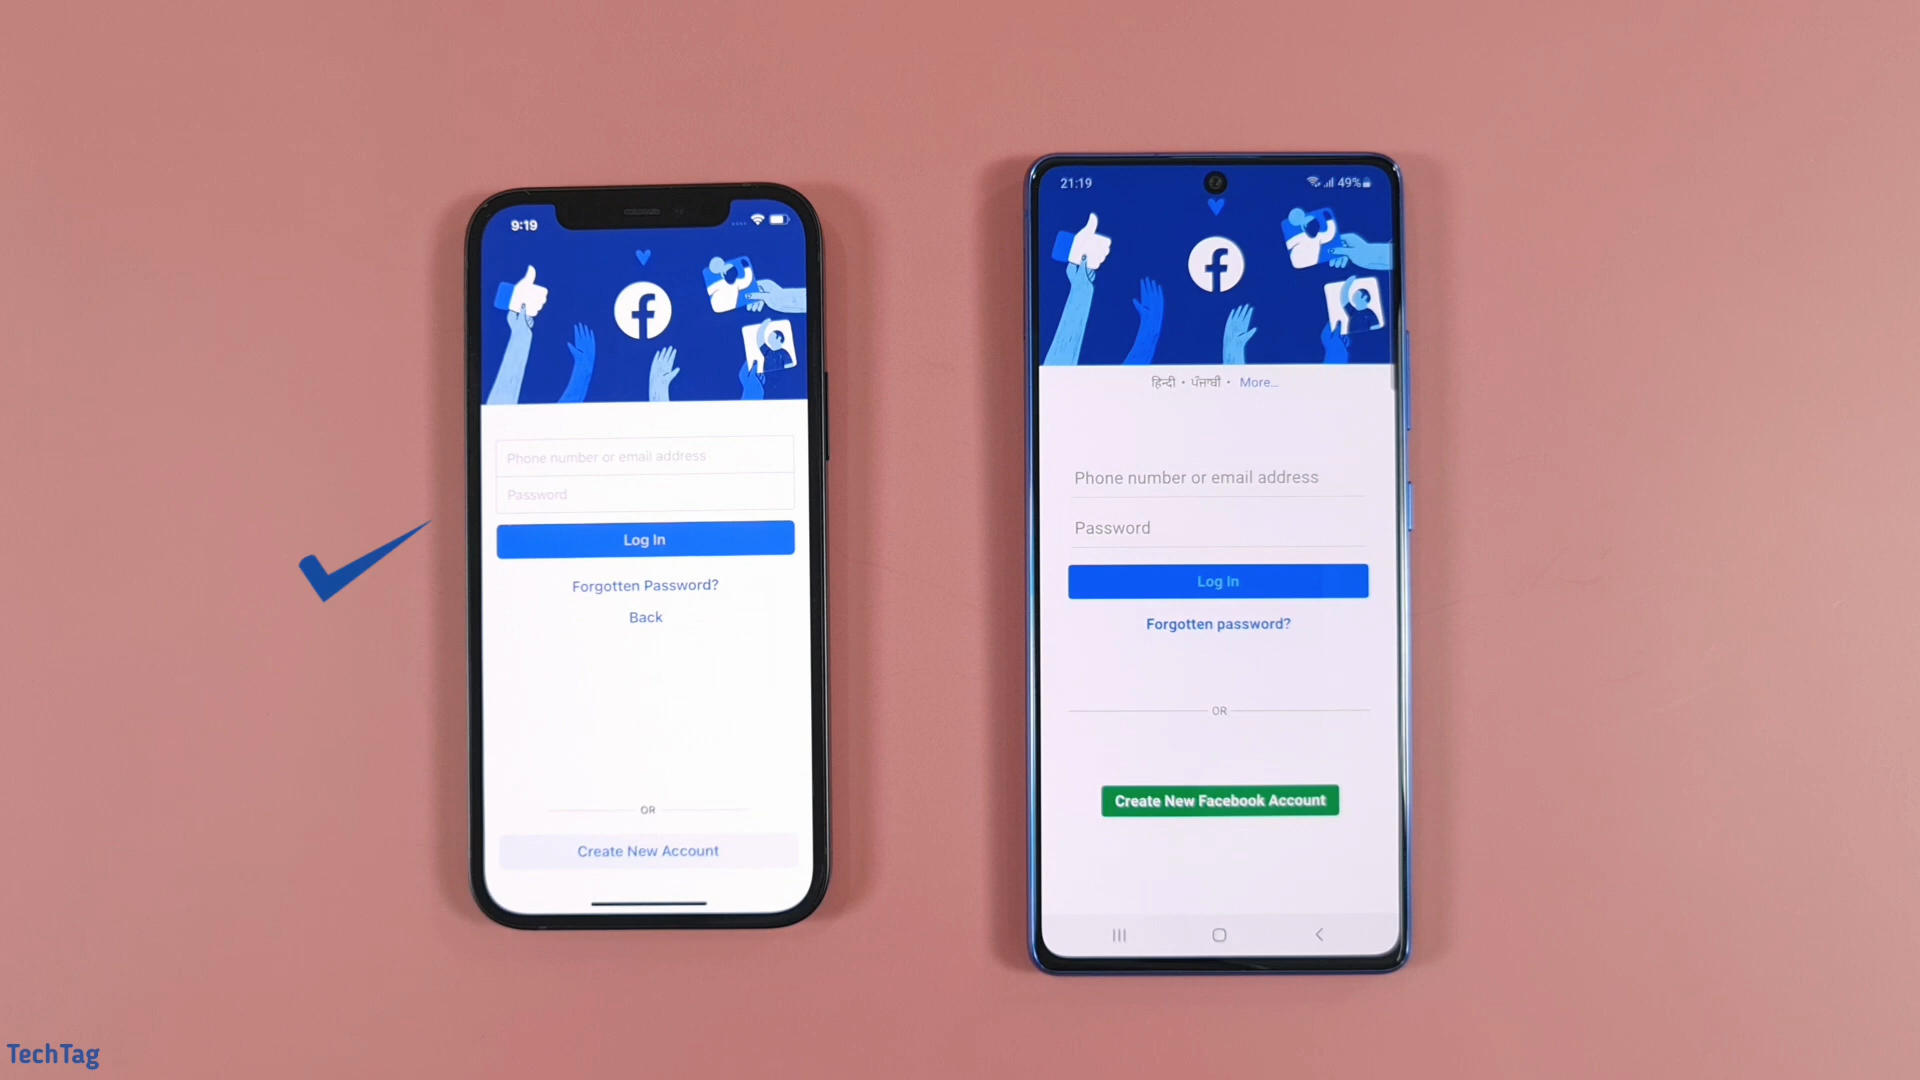 9:19
Phone number or email address
Password
Log In
Forgotten Password?
Back
OR
Create New Account
21:19
49%
हिन्दी • ਪੰਜਾਬੀ • More...
Phone number or email address
Password
Log In
Forgotten password?
OR
Create New Facebook Account
TechTag